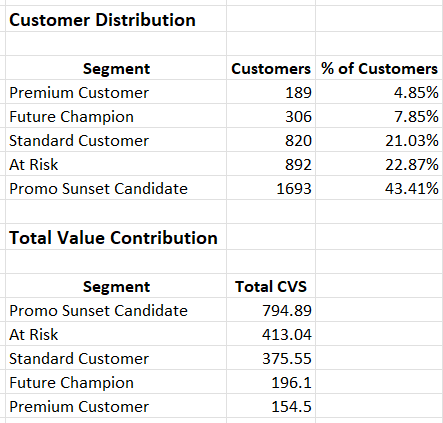 Customer Distribution
Segment Customers % of Customers
Premium Customer 189 4.85%
Future Champion 306 7.85%
Standard Customer 820 21.03%
At Risk 892 22.87%
Promo Sunset Candidate 1693 43.41%
Total Value Contribution
Segment Total CVS
Promo Sunset Candidate 794.89
At Risk 413.04
Standard Customer 375.55
Future Champion 196.1
Premium Customer 154.5